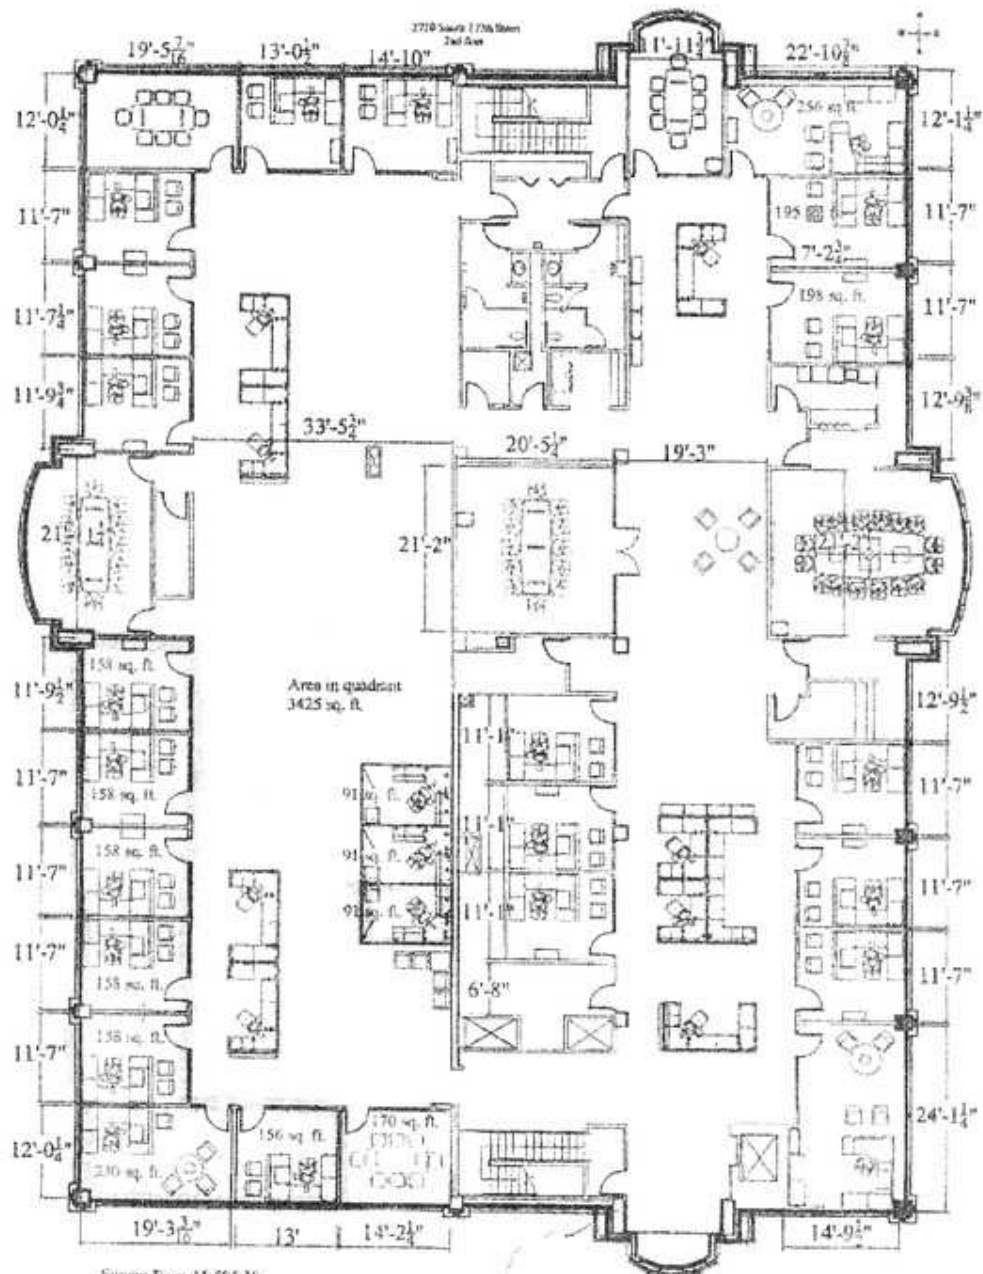 2nd floor
19'-5 7/16"
13'-0 1/2"
14'-10"
11'-11 3/4"
22'-10 7/8"
12'-0 1/4"
256 sq ft.
12'-1 1/4"
11'-7"
195
11'-7"
7'-2 3/4"
11'-7 1/4"
198 sq. ft.
11'-7"
11'-9 3/4"
12'-9 3/8"
33'-5 3/4"
20'-5 1/4"
19'-3"
21'-2"
158 sq. ft.
11'-9 1/2"
Area in quadrant
3425 sq. ft.
12'-9 1/2"
11'-1"
11'-7"
158 sq. ft.
91 sq. ft.
11'-7"
158 sq. ft.
91 sq. ft.
11'-1"
11'-7"
91 sq. ft.
11'-1"
11'-7"
11'-7"
158 sq. ft.
6'-8"
11'-7"
158 sq. ft.
11'-7"
12'-0 1/4"
156 sq. ft.
170 sq. ft.
24'-1 1/4"
230 sq. ft.
19'-3 3/16"
13'
14'-2 1/4"
14'-9 1/4"